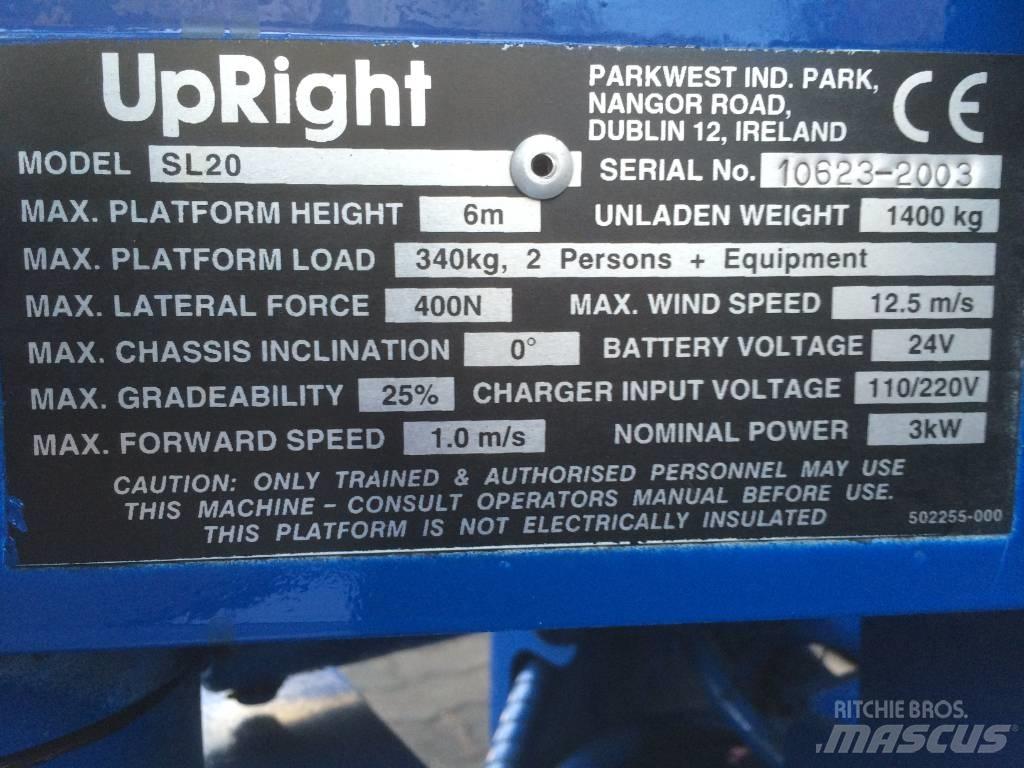 UpRight
PARKWEST IND. PARK,
NANGOR ROAD,
DUBLIN 12, IRELAND
CE
MODEL SL20
SERIAL No. 10623-2003
MAX. PLATFORM HEIGHT 6m
UNLADEN WEIGHT 1400 kg
MAX. PLATFORM LOAD 340kg, 2 Persons + Equipment
MAX. LATERAL FORCE 400N
MAX. WIND SPEED 12.5 m/s
MAX. CHASSIS INCLINATION 0°
BATTERY VOLTAGE 24V
MAX. GRADEABILITY 25%
CHARGER INPUT VOLTAGE 110/220V
MAX. FORWARD SPEED 1.0 m/s
NOMINAL POWER 3kW
CAUTION: ONLY TRAINED & AUTHORISED PERSONNEL MAY USE
THIS MACHINE - CONSULT OPERATORS MANUAL BEFORE USE.
THIS PLATFORM IS NOT ELECTRICALLY INSULATED
502255-000
RITCHIE BROS.
MASCUS